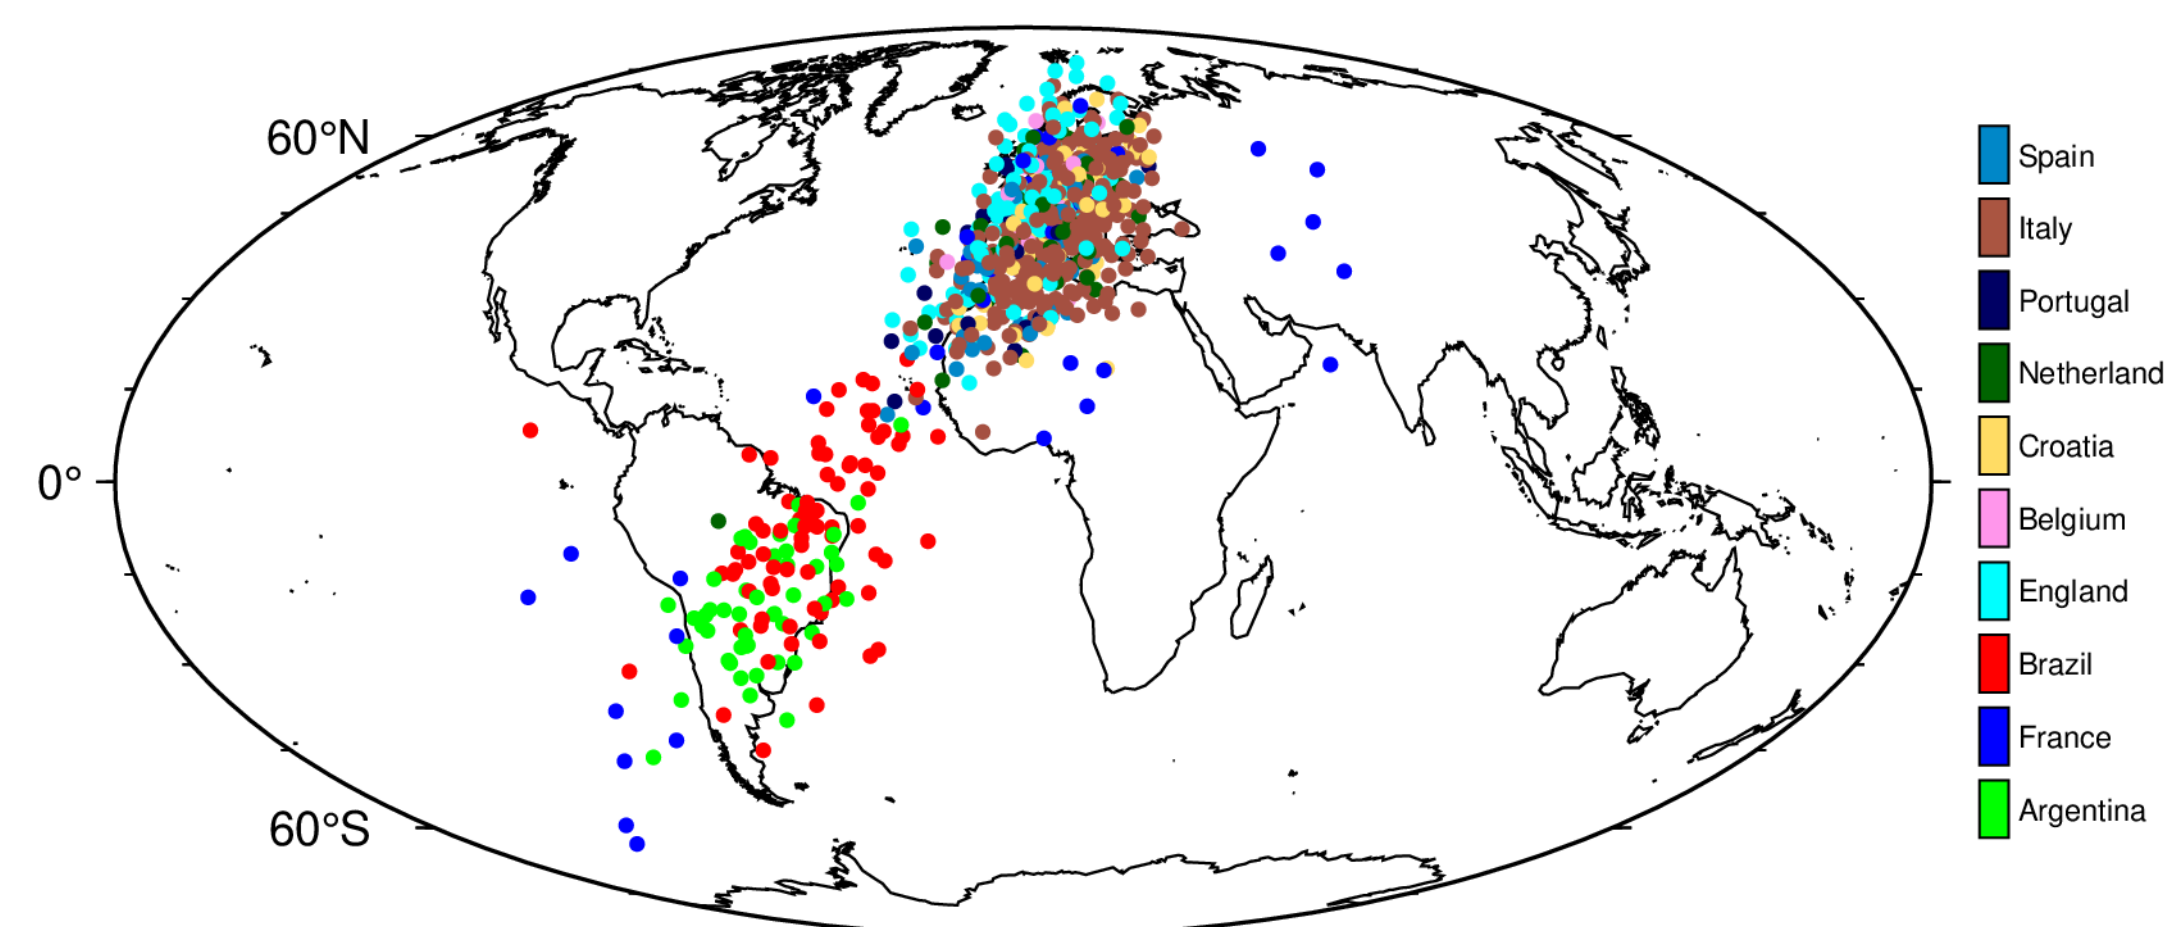 60°N
0°
60°S
Spain
Italy
Portugal
Netherland
Croatia
Belgium
England
Brazil
France
Argentina